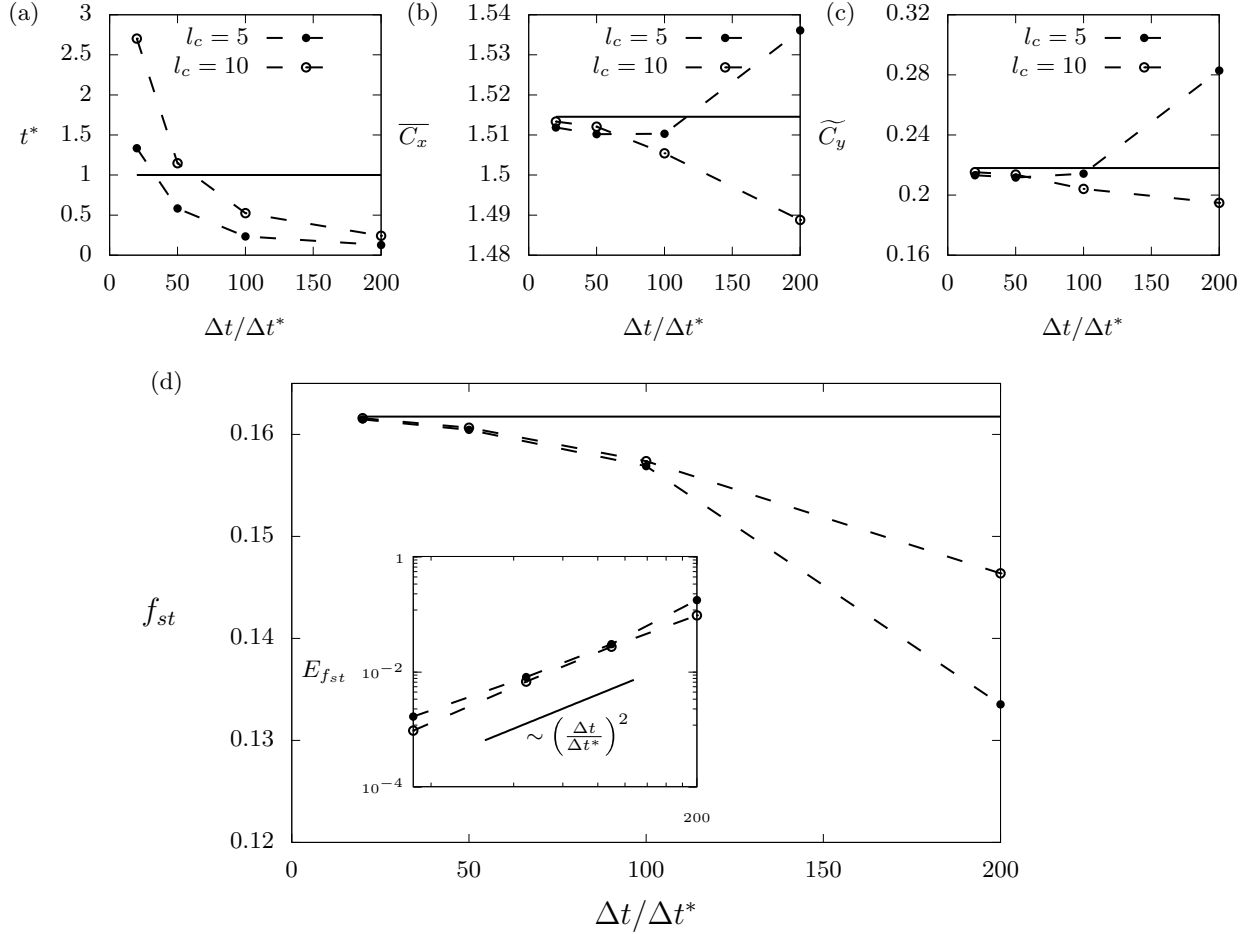 (a)
t*
3
2.5
2
1.5
1
0.5
0
0 50 100 150 200
Δt/Δt*
l_c = 5
l_c = 10
(b)
\overline{C_x}
1.54
1.53
1.52
1.51
1.5
1.49
1.48
0 50 100 150 200
Δt/Δt*
l_c = 5
l_c = 10
(c)
\widetilde{C_y}
0.32
0.28
0.24
0.2
0.16
0 50 100 150 200
Δt/Δt*
l_c = 5
l_c = 10
(d)
f_{st}
0.16
0.15
0.14
0.13
0.12
0 50 100 150 200
Δt/Δt*
E_{f_{st}}
1
10^{-2}
10^{-4}
200
∼ (Δt/Δt*)^2